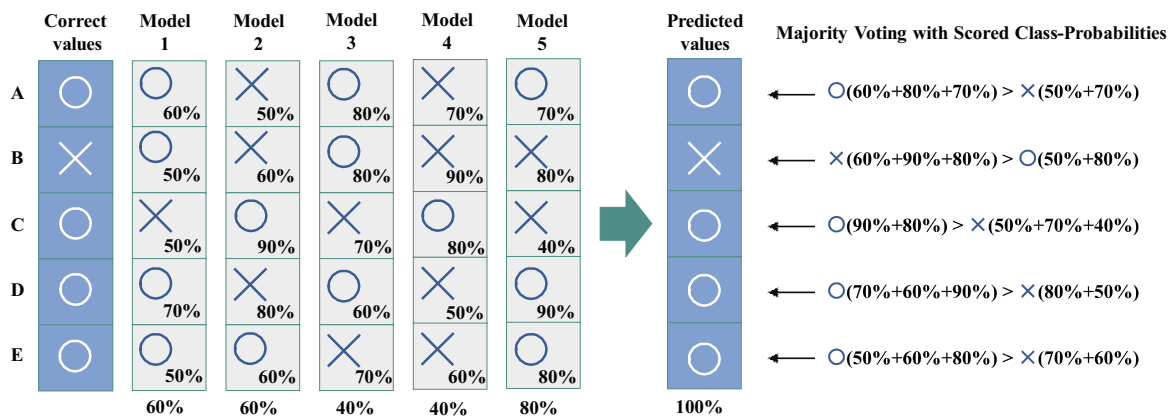 Correct values
Model 1
Model 2
Model 3
Model 4
Model 5
Predicted values
Majority Voting with Scored Class-Probabilities
A
60%
50%
80%
70%
70%
(60%+80%+70%) > (50%+70%)
B
50%
60%
80%
90%
80%
(60%+90%+80%) > (50%+80%)
C
50%
90%
70%
80%
40%
(90%+80%) > (50%+70%+40%)
D
70%
80%
60%
50%
90%
(70%+60%+90%) > (80%+50%)
E
50%
60%
70%
60%
80%
(50%+60%+80%) > (70%+60%)
60%
60%
40%
40%
80%
100%